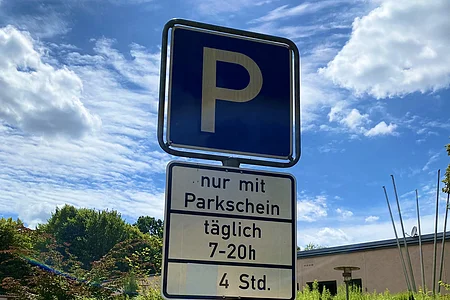 P
nur mit
Parkschein
täglich
7-20h
4 Std.